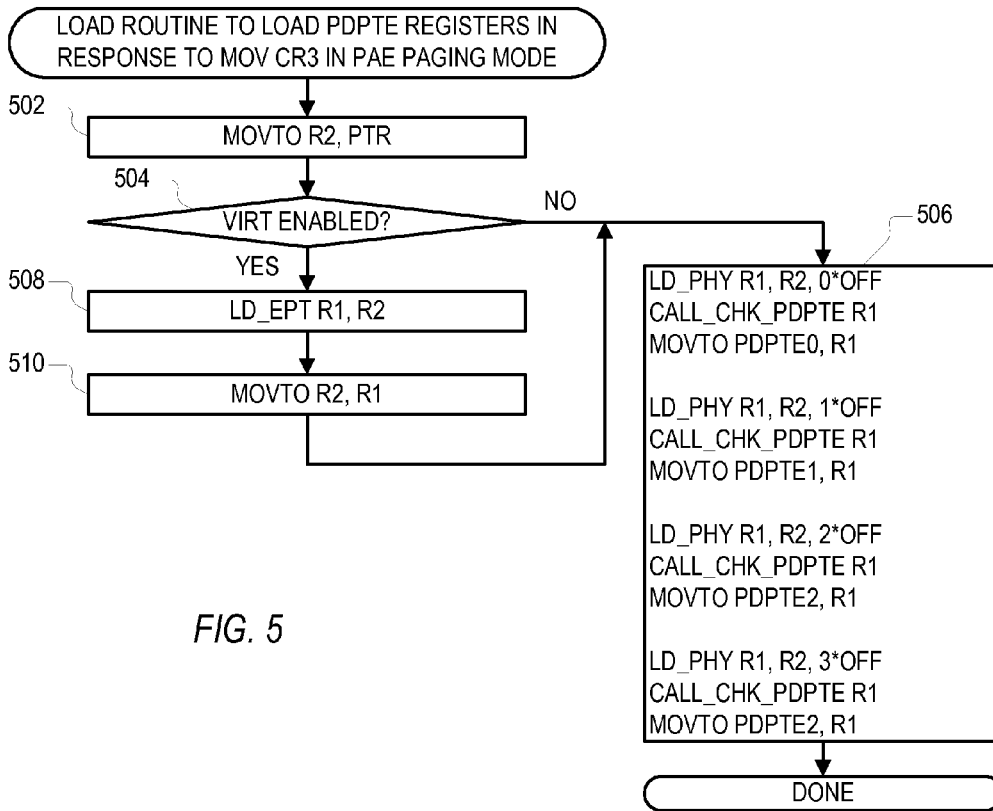 LOAD ROUTINE TO LOAD PDPTE REGISTERS IN
RESPONSE TO MOV CR3 IN PAE PAGING MODE
502
MOVTO R2, PTR
504
VIRT ENABLED?
NO
YES
508
LD_EPT R1, R2
510
MOVTO R2, R1
506
LD_PHY R1, R2, 0*OFF
CALL_CHK_PDPTE R1
MOVTO PDPTE0, R1
LD_PHY R1, R2, 1*OFF
CALL_CHK_PDPTE R1
MOVTO PDPTE1, R1
LD_PHY R1, R2, 2*OFF
CALL_CHK_PDPTE R1
MOVTO PDPTE2, R1
LD_PHY R1, R2, 3*OFF
CALL_CHK_PDPTE R1
MOVTO PDPTE2, R1
DONE
FIG. 5